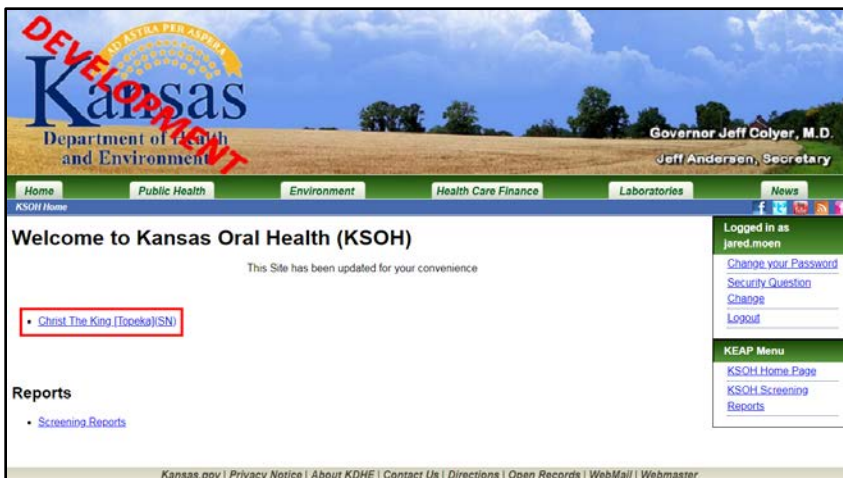 DEVELOPMENT
AD ASTRA PER ASPERA
Kansas
Department of Health
and Environment
Governor Jeff Colyer, M.D.
Jeff Andersen, Secretary
Home Public Health Environment Health Care Finance Laboratories News
KSOH Home
Welcome to Kansas Oral Health (KSOH)
This Site has been updated for your convenience
Christ The King [Topeka](SN)
Reports
Screening Reports
Logged in as
jared.moen
Change your Password
Security Question
Change
Logout
KEAP Menu
KSOH Home Page
KSOH Screening
Reports
Kansas.gov | Privacy Notice | About KDHE | Contact Us | Directions | Open Records | WebMail | Webmaster